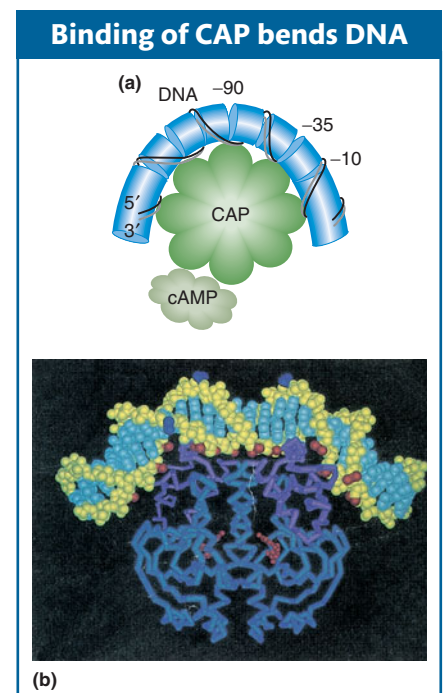 Binding of CAP bends DNA
(a)
DNA –90
–35
–10
5′
3′
CAP
cAMP
(b)